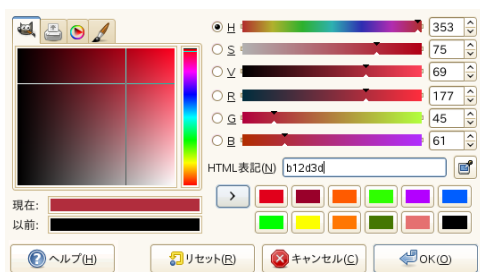 H 353
S 75
V 69
R 177
G 45
B 61
HTML表記(N) b12d3d
現在:
以前:
ヘルプ(H) リセット(R) キャンセル(C) OK(O)